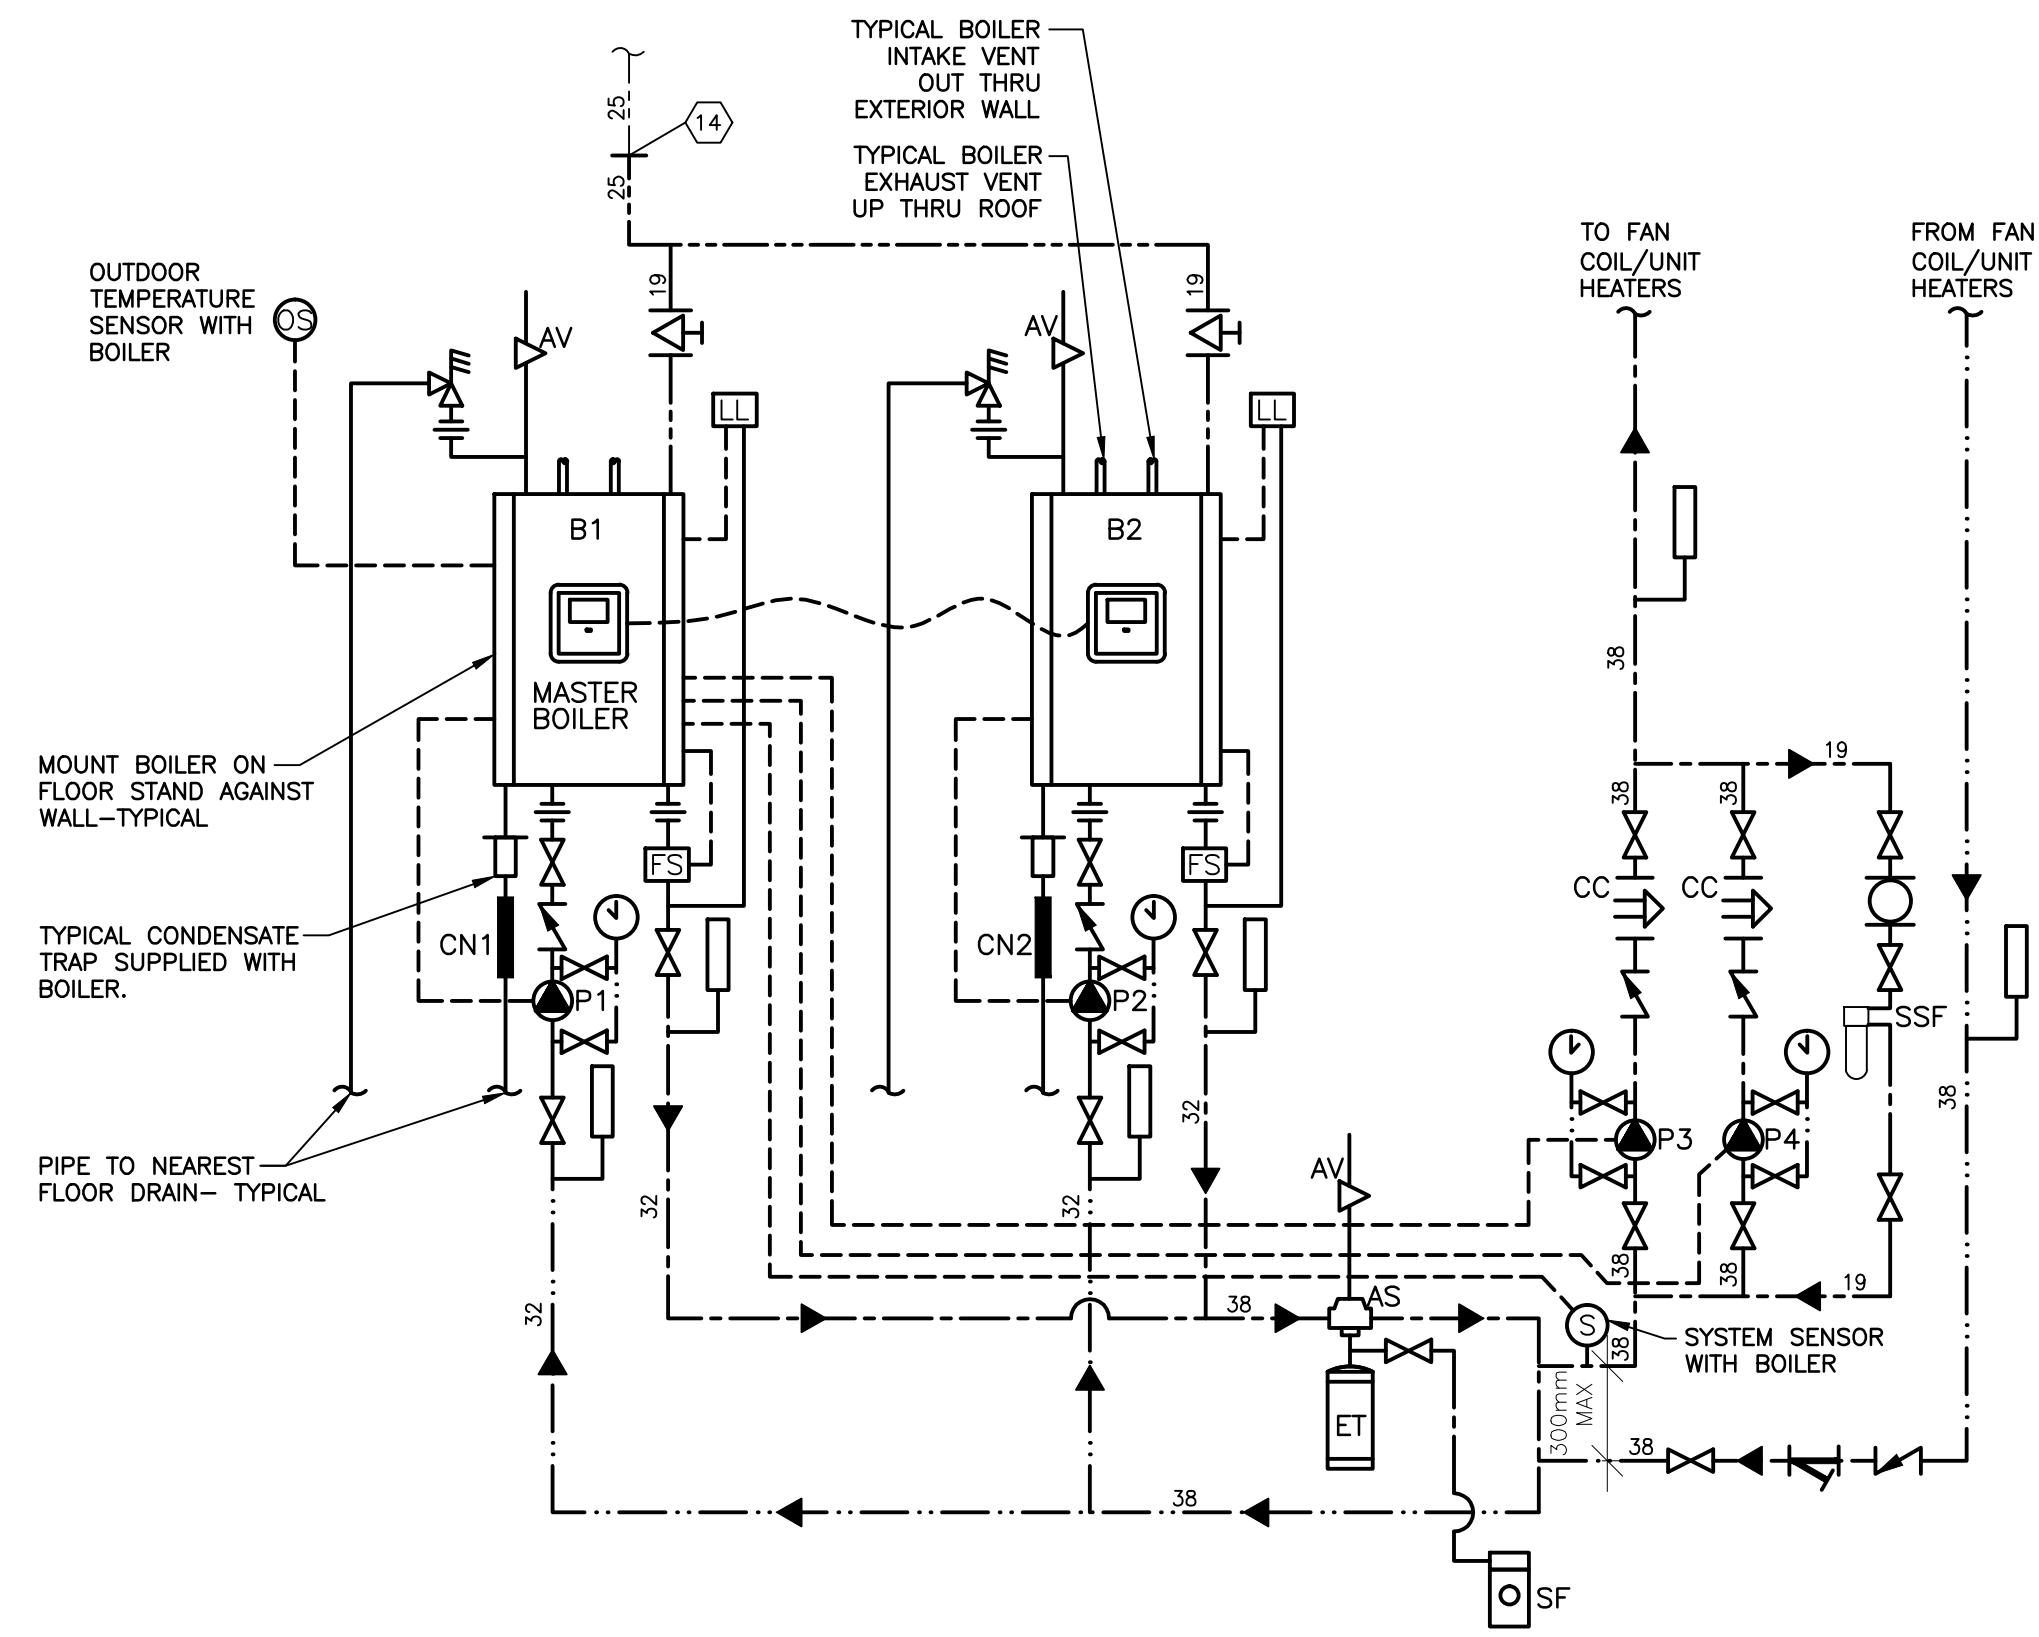 TYPICAL BOILER
INTAKE VENT
OUT THRU
EXTERIOR WALL
TYPICAL BOILER
EXHAUST VENT
UP THRU ROOF
25
14
25
TO FAN
COIL/UNIT
HEATERS
FROM FAN
COIL/UNIT
HEATERS
OUTDOOR
TEMPERATURE
SENSOR WITH
BOILER
OS
AV
19
AV
19
LL
LL
B1
B2
MASTER
BOILER
38
MOUNT BOILER ON
FLOOR STAND AGAINST
WALL-TYPICAL
19
38
38
FS
FS
CC
CC
TYPICAL CONDENSATE
TRAP SUPPLIED WITH
BOILER.
CN1
CN2
P1
P2
SSF
38
32
P3
P4
PIPE TO NEAREST
FLOOR DRAIN- TYPICAL
AV
32
32
38
38
19
32
38
AS
S
38
SYSTEM SENSOR
WITH BOILER
300mm
MAX
ET
38
38
SF